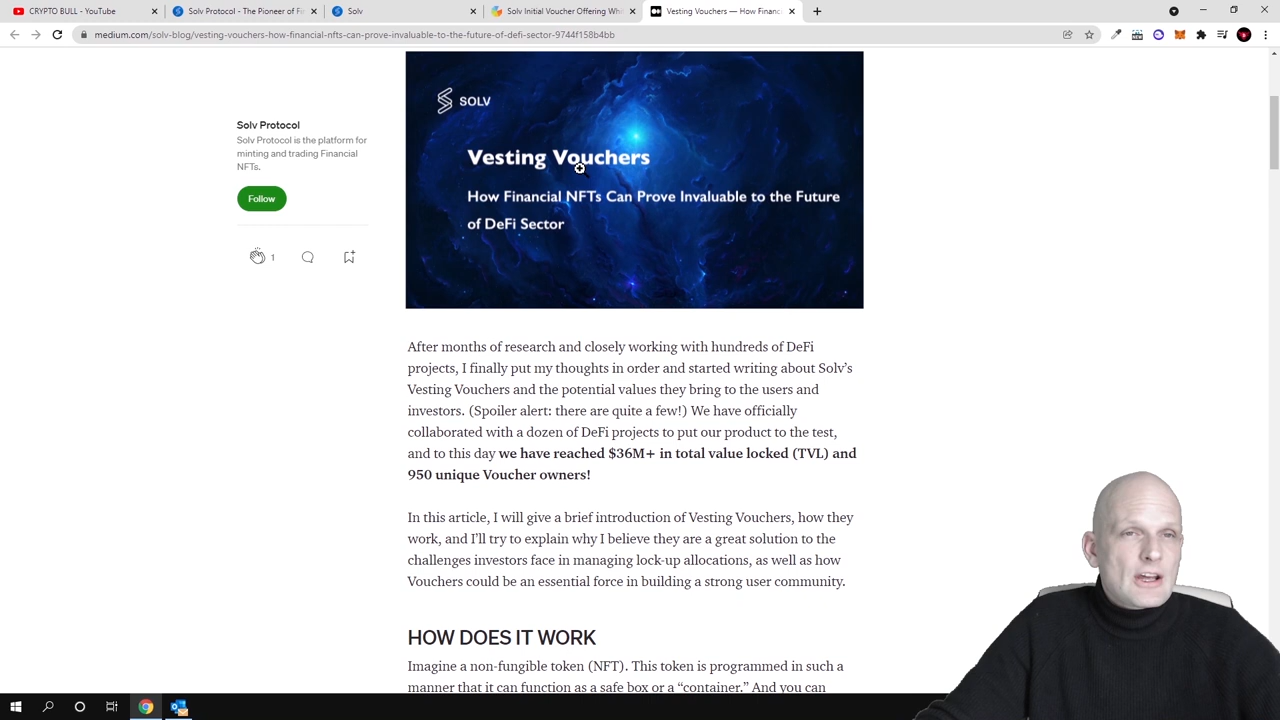 CRYPTO BULL - YouTube
Solv Protocol - The Pioneer of Fi
Solv
Solv Initial Voucher Offering Whi
Vesting Vouchers — How Financi
medium.com/solv-blog/vesting-vouchers-how-financial-nfts-can-prove-invaluable-to-the-future-of-defi-sector-9744f158b4bb
SOLV
Vesting Vouchers
How Financial NFTs Can Prove Invaluable to the Future
of DeFi Sector
Solv Protocol
Solv Protocol is the platform for
minting and trading Financial
NFTs.
Follow
1
After months of research and closely working with hundreds of DeFi
projects, I finally put my thoughts in order and started writing about Solv’s
Vesting Vouchers and the potential values they bring to the users and
investors. (Spoiler alert: there are quite a few!) We have officially
collaborated with a dozen of DeFi projects to put our product to the test,
and to this day we have reached $36M+ in total value locked (TVL) and
950 unique Voucher owners!
In this article, I will give a brief introduction of Vesting Vouchers, how they
work, and I’ll try to explain why I believe they are a great solution to the
challenges investors face in managing lock-up allocations, as well as how
Vouchers could be an essential force in building a strong user community.
HOW DOES IT WORK
Imagine a non-fungible token (NFT). This token is programmed in such a
manner that it can function as a safe box or a “container.” And you can